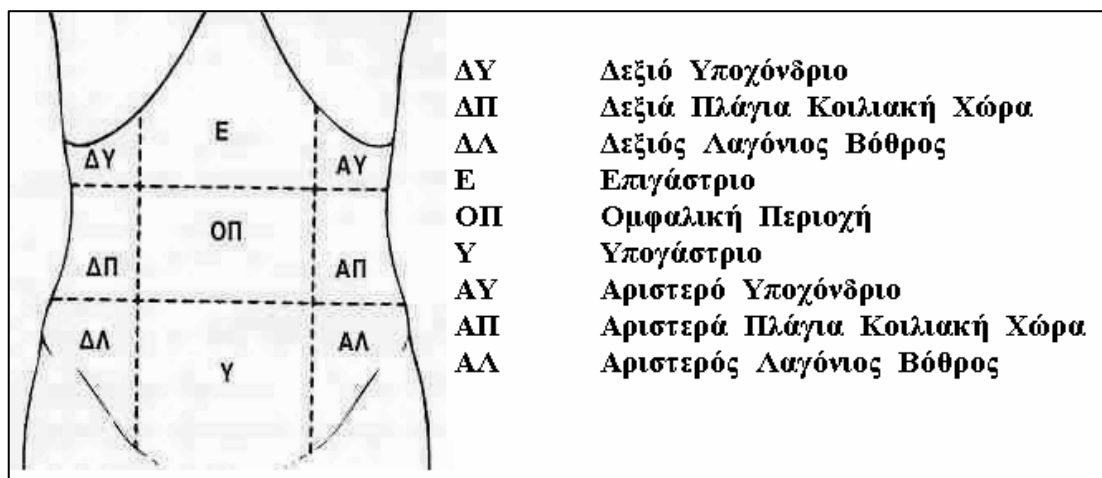 Ε
ΔΥ
ΑΥ
ΟΠ
ΔΠ
ΑΠ
ΔΛ
ΑΛ
Υ
ΔΥ Δεξιό Υποχόνδριο
ΔΠ Δεξιά Πλάγια Κοιλιακή Χώρα
ΔΛ Δεξιός Λαγόνιος Βόθρος
Ε Επιγάστριο
ΟΠ Ομφαλική Περιοχή
Υ Υπογάστριο
ΑΥ Αριστερό Υποχόνδριο
ΑΠ Αριστερά Πλάγια Κοιλιακή Χώρα
ΑΛ Αριστερός Λαγόνιος Βόθρος